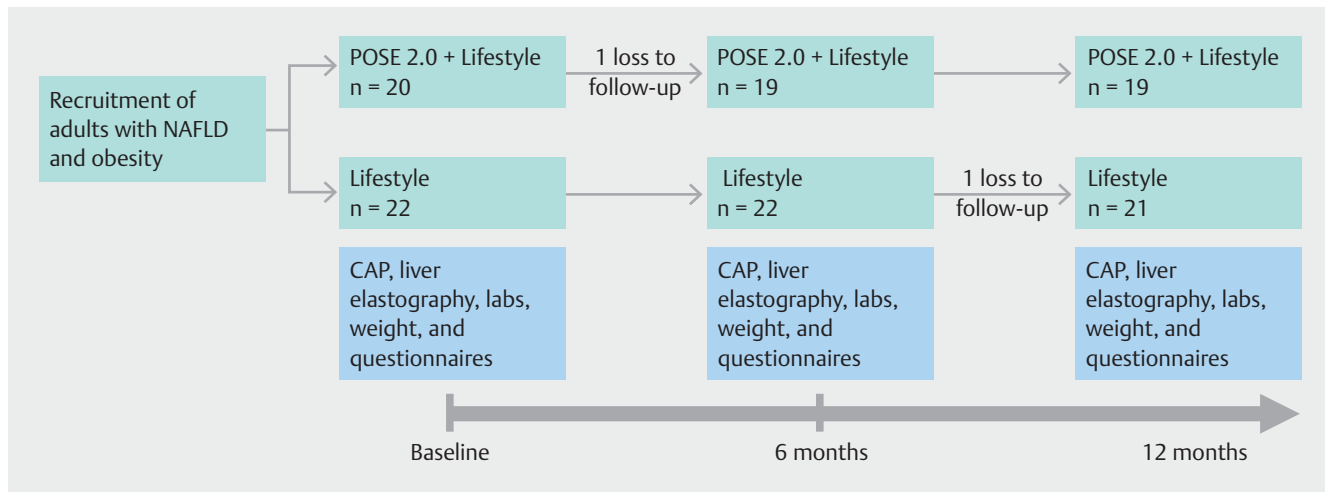 Recruitment of
adults with NAFLD
and obesity
POSE 2.0 + Lifestyle
n = 20
1 loss to
follow-up
POSE 2.0 + Lifestyle
n = 19
POSE 2.0 + Lifestyle
n = 19
Lifestyle
n = 22
Lifestyle
n = 22
1 loss to
follow-up
Lifestyle
n = 21
CAP, liver
elastography, labs,
weight, and
questionnaires
CAP, liver
elastography, labs,
weight, and
questionnaires
CAP, liver
elastography, labs,
weight, and
questionnaires
Baseline
6 months
12 months